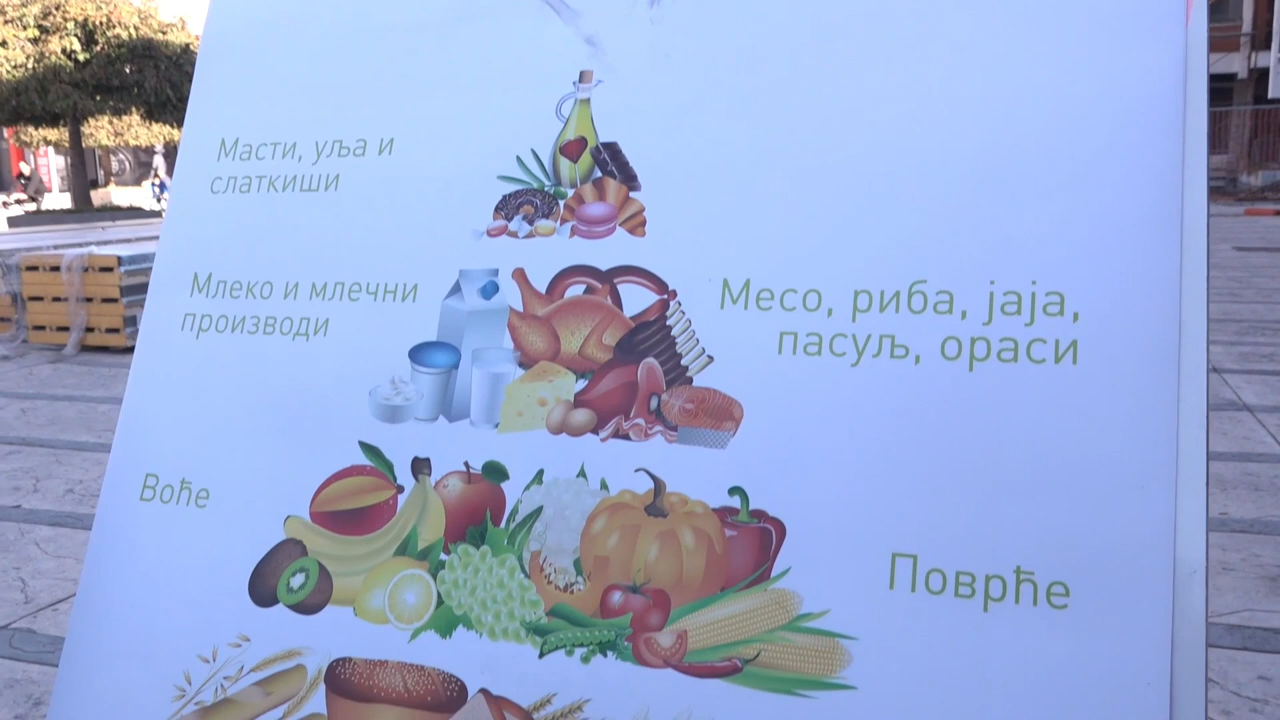 Масти, уља и
слаткиши
Млеко и млечни
производи
Месо, риба, јаја,
пасуљ, ораси
Воће
Поврће